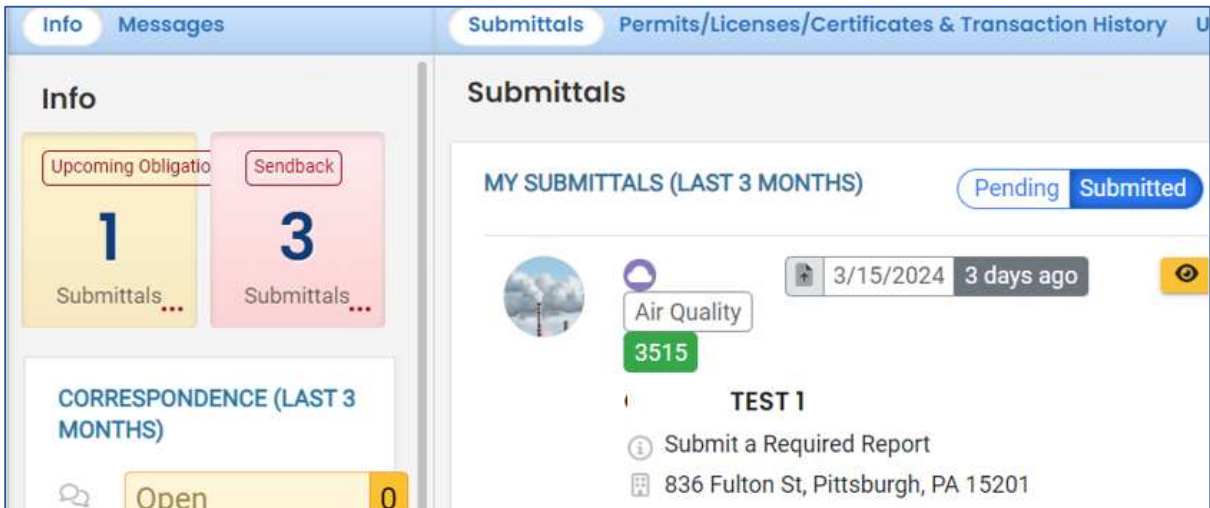 Info Messages
Info
Upcoming Obligatio
1
Submittals...
Sendback
3
Submittals...
CORRESPONDENCE (LAST 3
MONTHS)
Open 0
Submittals Permits/Licenses/Certificates & Transaction History U
Submittals
MY SUBMITTALS (LAST 3 MONTHS) Pending Submitted
3/15/2024 3 days ago
Air Quality
3515
TEST 1
Submit a Required Report
836 Fulton St, Pittsburgh, PA 15201